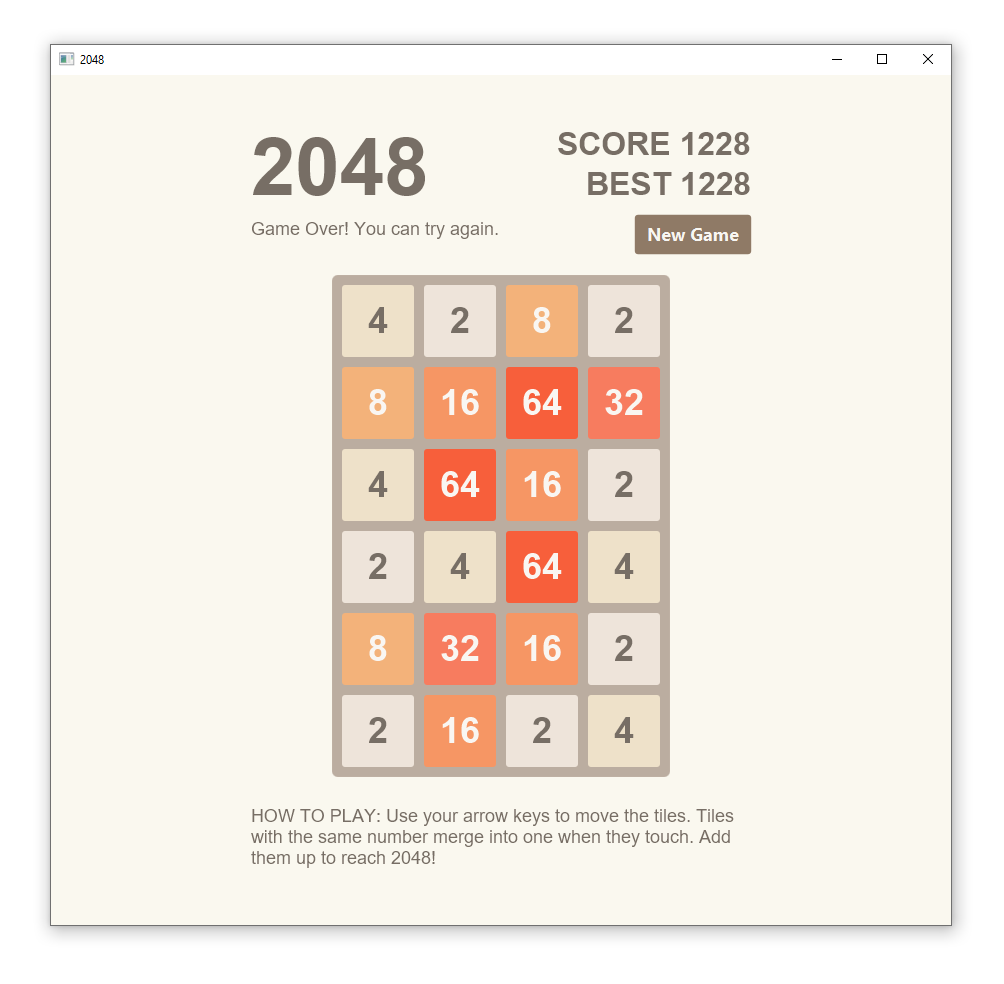 2048
2048
SCORE 1228
BEST 1228
Game Over! You can try again.
New Game
4 2 8 2
8 16 64 32
4 64 16 2
2 4 64 4
8 32 16 2
2 16 2 4
HOW TO PLAY: Use your arrow keys to move the tiles. Tiles
with the same number merge into one when they touch. Add
them up to reach 2048!